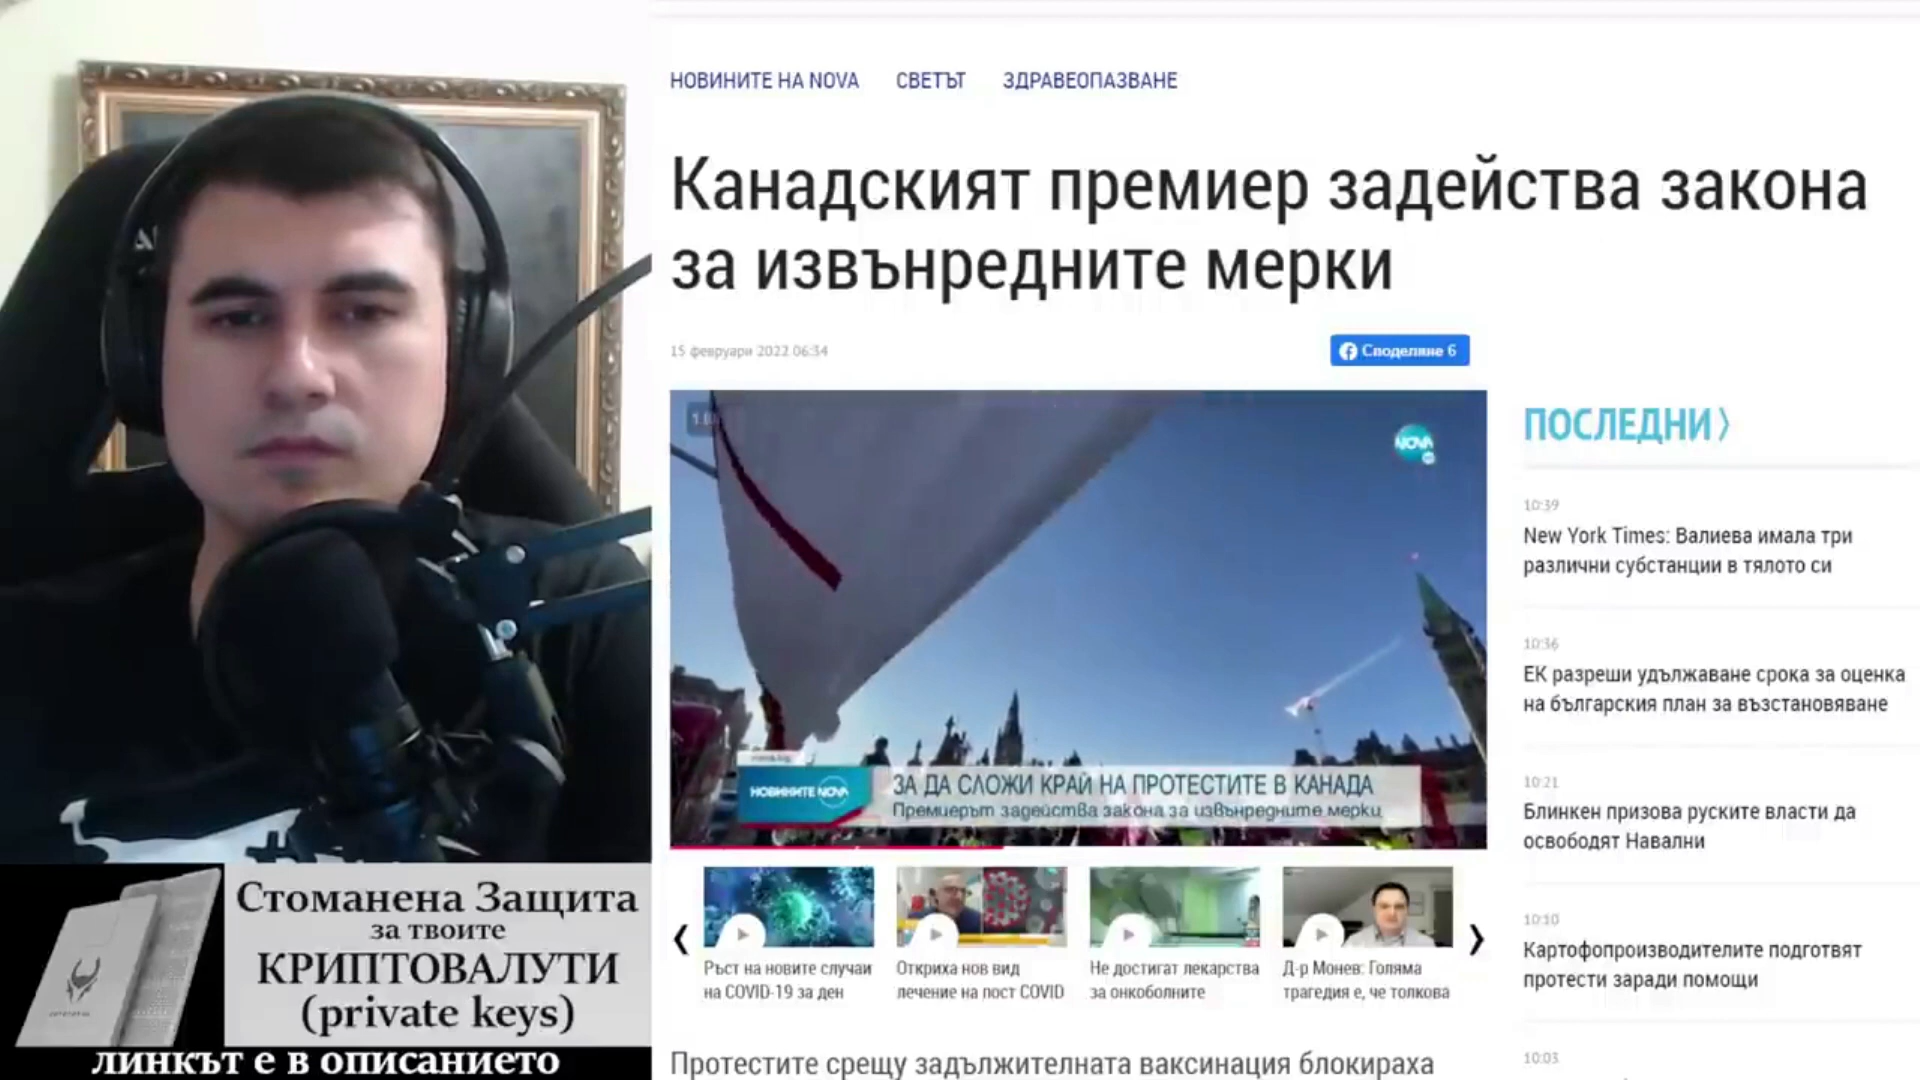 НОВИНИТЕ НА NOVA СВЕТЪТ ЗДРАВЕОПАЗВАНЕ
Канадският премиер задейства закона
за извънредните мерки
15 февруари 2022 06:34
Споделяне 6
NOVA
НОВИНИТЕ NOVA
ЗА ДА СЛОЖИ КРАЙ НА ПРОТЕСТИТЕ В КАНАДА
Премиерът задейства закона за извънредните мерки
Ръст на новите случаи
на COVID-19 за ден
Откриха нов вид
лечение на пост COVID
Не достигат лекарства
за онкоболните
Д-р Монев: Голяма
трагедия е, че толкова
Протестите срещу задължителната ваксинация блокираха
ПОСЛЕДНИ
10:39
New York Times: Валиева имала три
различни субстанции в тялото си
10:36
ЕК разреши удължаване срока за оценка
на българския план за възстановяване
10:21
Блинкен призова руските власти да
освободят Навални
10:10
Картофопроизводителите подготвят
протести заради помощи
10:03
Стоманена Защита
за твоите
КРИПТОВАЛУТИ
(private keys)
линкът е в описанието